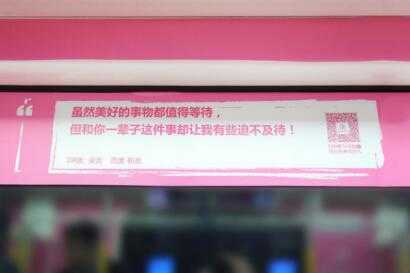 虽然美好的事物都值得等待，
但和你一辈子这件事却让我有些迫不及待！